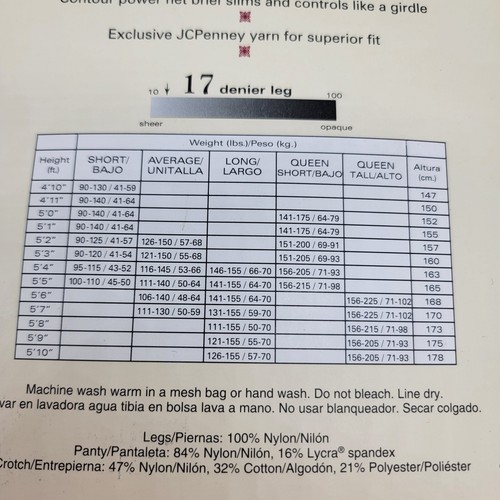 Contour power net brief slims and controls like a girdle
Exclusive JCPenney yarn for superior fit
10 17 denier leg 100
sheer opaque
Weight (lbs.)/Peso (kg.)
Height (ft.) SHORT/BAJO AVERAGE/UNITALLA LONG/LARGO QUEEN SHORT/BAJO QUEEN TALL/ALTO Altura (cm.)
4'10" 90-130 / 41-59 147
4'11" 90-140 / 41-64 150
5'0" 90-140 / 41-64 141-175 / 64-79 152
5'1" 90-140 / 41-64 141-175 / 64-79 155
5'2" 90-125 / 41-57 126-150 / 57-68 151-200 / 69-91 157
5'3" 90-120 / 41-54 121-150 / 55-68 151-205 / 69-93 160
5'4" 95-115 / 43-52 116-145 / 53-66 146-155 / 66-70 156-205 / 71-93 163
5'5" 100-110 / 45-50 111-140 / 50-64 141-155 / 64-70 156-215 / 71-98 165
5'6" 106-140 / 48-64 141-155 / 64-70 156-225 / 71-102 168
5'7" 111-130 / 50-59 131-155 / 59-70 156-225 / 71-102 170
5'8" 111-155 / 50-70 156-215 / 71-98 173
5'9" 121-155 / 55-70 156-205 / 71-93 175
5'10" 126-155 / 57-70 156-205 / 71-93 178
Machine wash warm in a mesh bag or hand wash. Do not bleach. Line dry.
var en lavadora agua tibia en bolsa lava a mano. No usar blanqueador. Secar colgado.
Legs/Piernas: 100% Nylon/Nilón
Panty/Pantaleta: 84% Nylon/Nilón, 16% Lycra® spandex
Crotch/Entrepierna: 47% Nylon/Nilón, 32% Cotton/Algodón, 21% Polyester/Poliéster